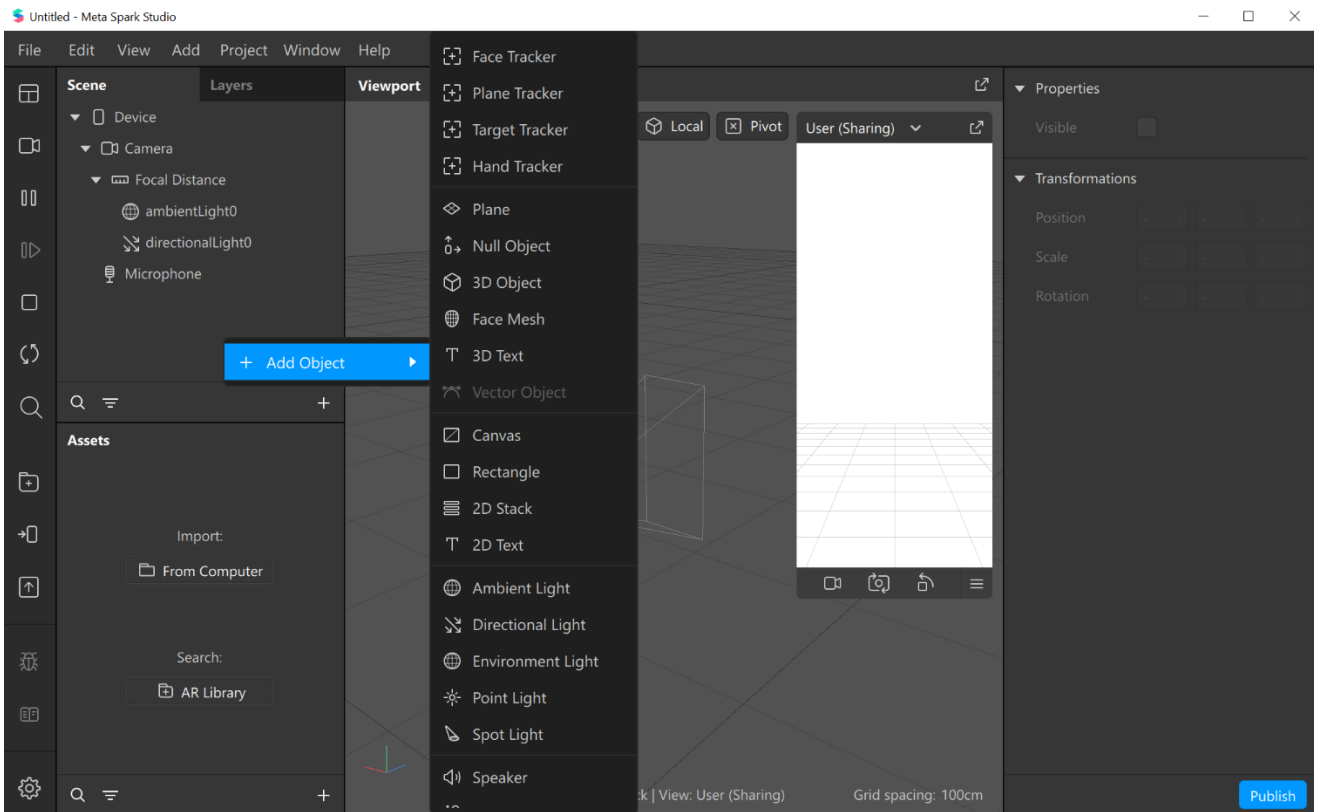 Untitled - Meta Spark Studio
File Edit View Add Project Window Help
Scene Layers
Device
Camera
Focal Distance
ambientLight0
directionalLight0
Microphone
+ Add Object
Assets
Import:
From Computer
Search:
AR Library
Viewport
Face Tracker
Plane Tracker
Target Tracker
Hand Tracker
Plane
Null Object
3D Object
Face Mesh
3D Text
Vector Object
Canvas
Rectangle
2D Stack
2D Text
Ambient Light
Directional Light
Environment Light
Point Light
Spot Light
Speaker
Local Pivot
User (Sharing)
| View: User (Sharing) Grid spacing: 100cm
Properties
Visible
Transformations
Position - - -
Scale - - -
Rotation - - -
Publish